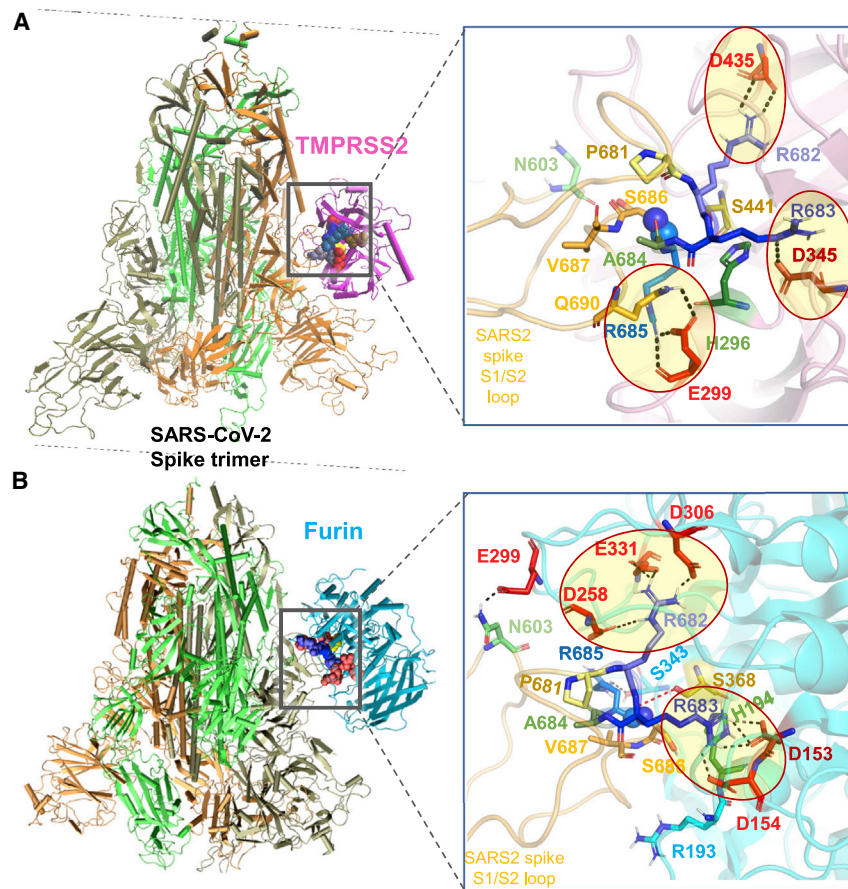 A
TMPRSS2
D435
R682
P681
N603
S686
S441
R683
V687
A684
D345
Q690
R685
H296
SARS2
spike
S1/S2
loop
E299
SARS-CoV-2
Spike trimer
B
Furin
D306
E299
E331
D258
R682
N603
R685
S343
S368
P681
R683
H194
A684
V687
S686
D153
D154
R193
SARS2 spike
S1/S2 loop